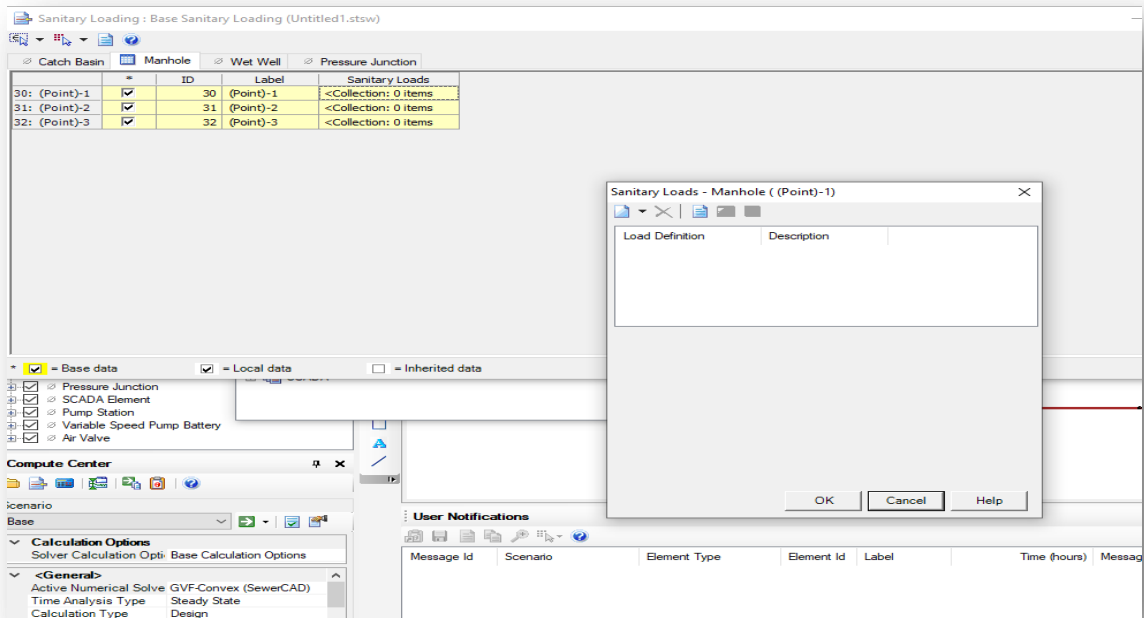 Sanitary Loading : Base Sanitary Loading (Untitled1.stsw)
Catch Basin Manhole Wet Well Pressure Junction
* ID Label Sanitary Loads
30: (Point)-1 30 (Point)-1 <Collection: 0 items
31: (Point)-2 31 (Point)-2 <Collection: 0 items
32: (Point)-3 32 (Point)-3 <Collection: 0 items
Sanitary Loads - Manhole ( (Point)-1)
Load Definition Description
* = Base data = Local data = Inherited data
Pressure Junction
SCADA Element
Pump Station
Variable Speed Pump Battery
Air Valve
A
OK Cancel Help
Compute Center
Scenario
Base
Calculation Options
Solver Calculation Opti Base Calculation Options
<General>
Active Numerical Solve GVF-Convex (SewerCAD)
Time Analysis Type Steady State
Calculation Type Design
User Notifications
Message Id Scenario Element Type Element Id Label Time (hours) Messag